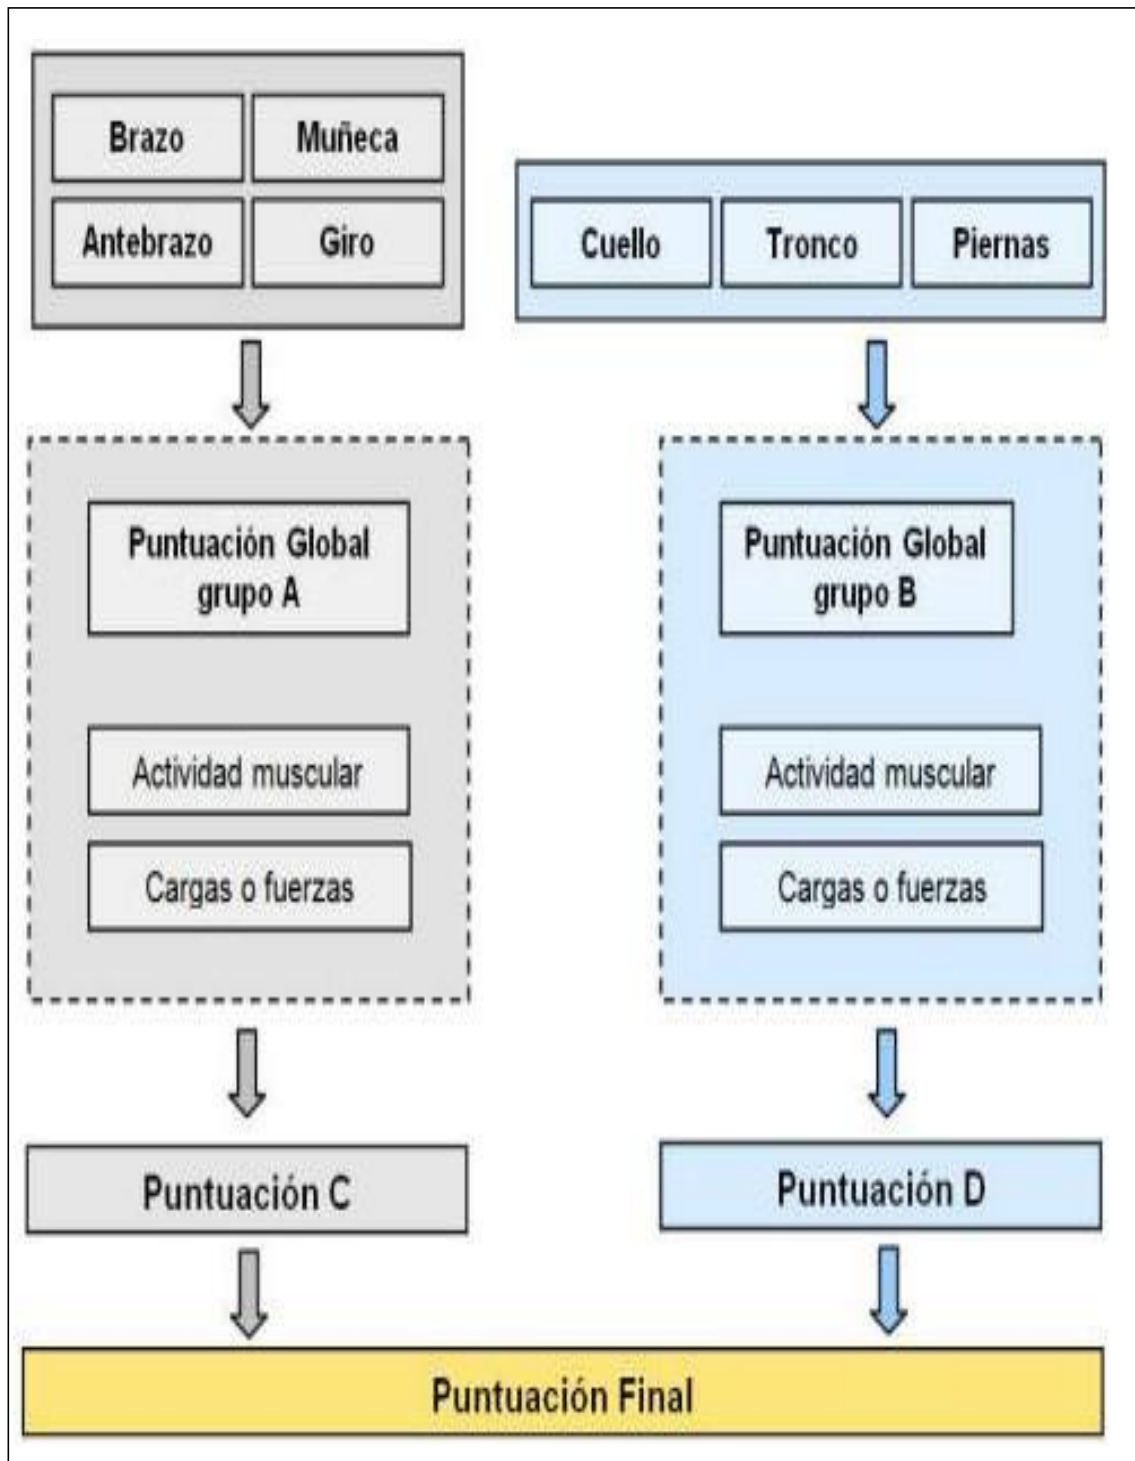 Brazo
Muñeca
Antebrazo
Giro
Cuello
Tronco
Piernas
Puntuación Global
grupo A
Actividad muscular
Cargas o fuerzas
Puntuación Global
grupo B
Actividad muscular
Cargas o fuerzas
Puntuación C
Puntuación D
Puntuación Final